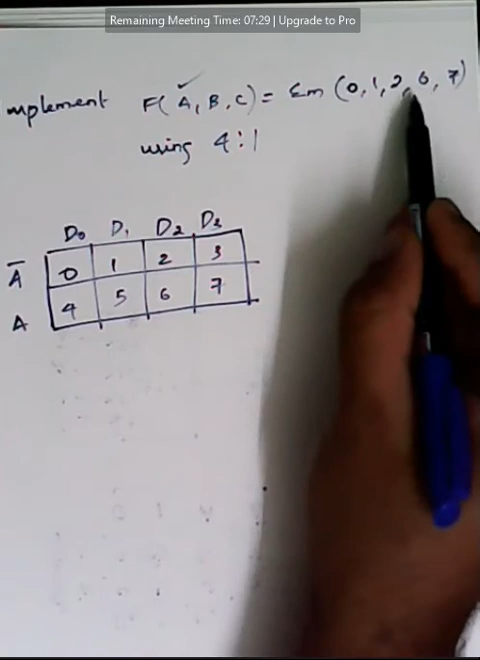 Remaining Meeting Time: 07:29 | Upgrade to Pro
mplement F(A, B, C) = Σm (0, 1, 2, 6, 7)
using 4:1
D0 D1 D2 D3
Ā 0 1 2 3
A 4 5 6 7